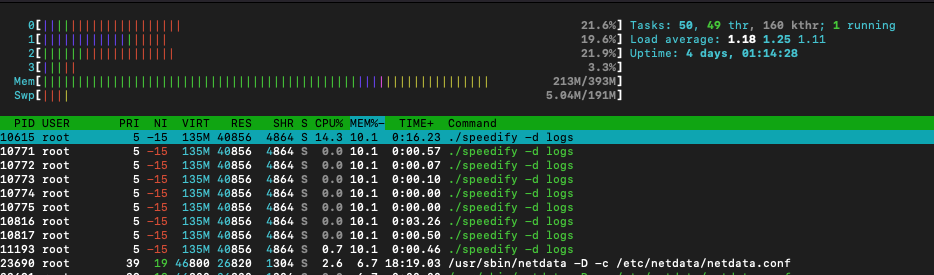 0[ 21.6%] Tasks: 50, 49 thr, 160 kthr; 1 running
1[ 19.6%] Load average: 1.18 1.25 1.11
2[ 21.9%] Uptime: 4 days, 01:14:28
3[ 3.3%]
Mem[ 213M/393M]
Swp[ 5.04M/191M]
PID USER PRI NI VIRT RES SHR S CPU% MEM%− TIME+ Command
10615 root 5 -15 135M 40856 4864 S 14.3 10.1 0:16.23 ./speedify -d logs
10771 root 5 -15 135M 40856 4864 S 0.0 10.1 0:00.57 ./speedify -d logs
10772 root 5 -15 135M 40856 4864 S 0.0 10.1 0:00.07 ./speedify -d logs
10773 root 5 -15 135M 40856 4864 S 0.0 10.1 0:00.10 ./speedify -d logs
10774 root 5 -15 135M 40856 4864 S 0.0 10.1 0:00.00 ./speedify -d logs
10775 root 5 -15 135M 40856 4864 S 0.0 10.1 0:00.00 ./speedify -d logs
10816 root 5 -15 135M 40856 4864 S 0.0 10.1 0:03.26 ./speedify -d logs
10817 root 5 -15 135M 40856 4864 S 0.0 10.1 0:00.50 ./speedify -d logs
11193 root 5 -15 135M 40856 4864 S 0.7 10.1 0:00.46 ./speedify -d logs
23690 root 39 19 46800 26820 1304 S 2.6 6.7 18:19.03 /usr/sbin/netdata -D -c /etc/netdata/netdata.conf